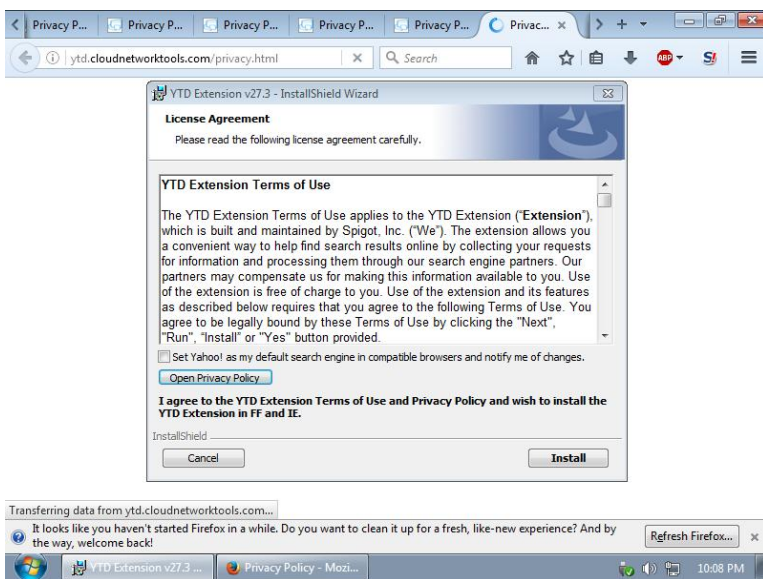 Privacy P...
Privacy P...
Privacy P...
Privacy P...
Privacy P...
Privac...
ytd.cloudnetworktools.com/privacy.html
Search
ABP
S!
YTD Extension v27.3 - InstallShield Wizard
License Agreement
Please read the following license agreement carefully.
YTD Extension Terms of Use
The YTD Extension Terms of Use applies to the YTD Extension (“Extension”),
which is built and maintained by Spigot, Inc. (“We”). The extension allows you
a convenient way to help find search results online by collecting your requests
for information and processing them through our search engine partners. Our
partners may compensate us for making this information available to you. Use
of the extension is free of charge to you. Use of the extension and its features
as described below requires that you agree to the following Terms of Use. You
agree to be legally bound by these Terms of Use by clicking the "Next",
"Run", “Install” or "Yes" button provided.
Set Yahoo! as my default search engine in compatible browsers and notify me of changes.
Open Privacy Policy
I agree to the YTD Extension Terms of Use and Privacy Policy and wish to install the
YTD Extension in FF and IE.
InstallShield
Cancel
Install
Transferring data from ytd.cloudnetworktools.com...
It looks like you haven't started Firefox in a while. Do you want to clean it up for a fresh, like-new experience? And by
the way, welcome back!
Refresh Firefox...
YTD Extension v27.3 ...
Privacy Policy - Mozi...
10:08 PM